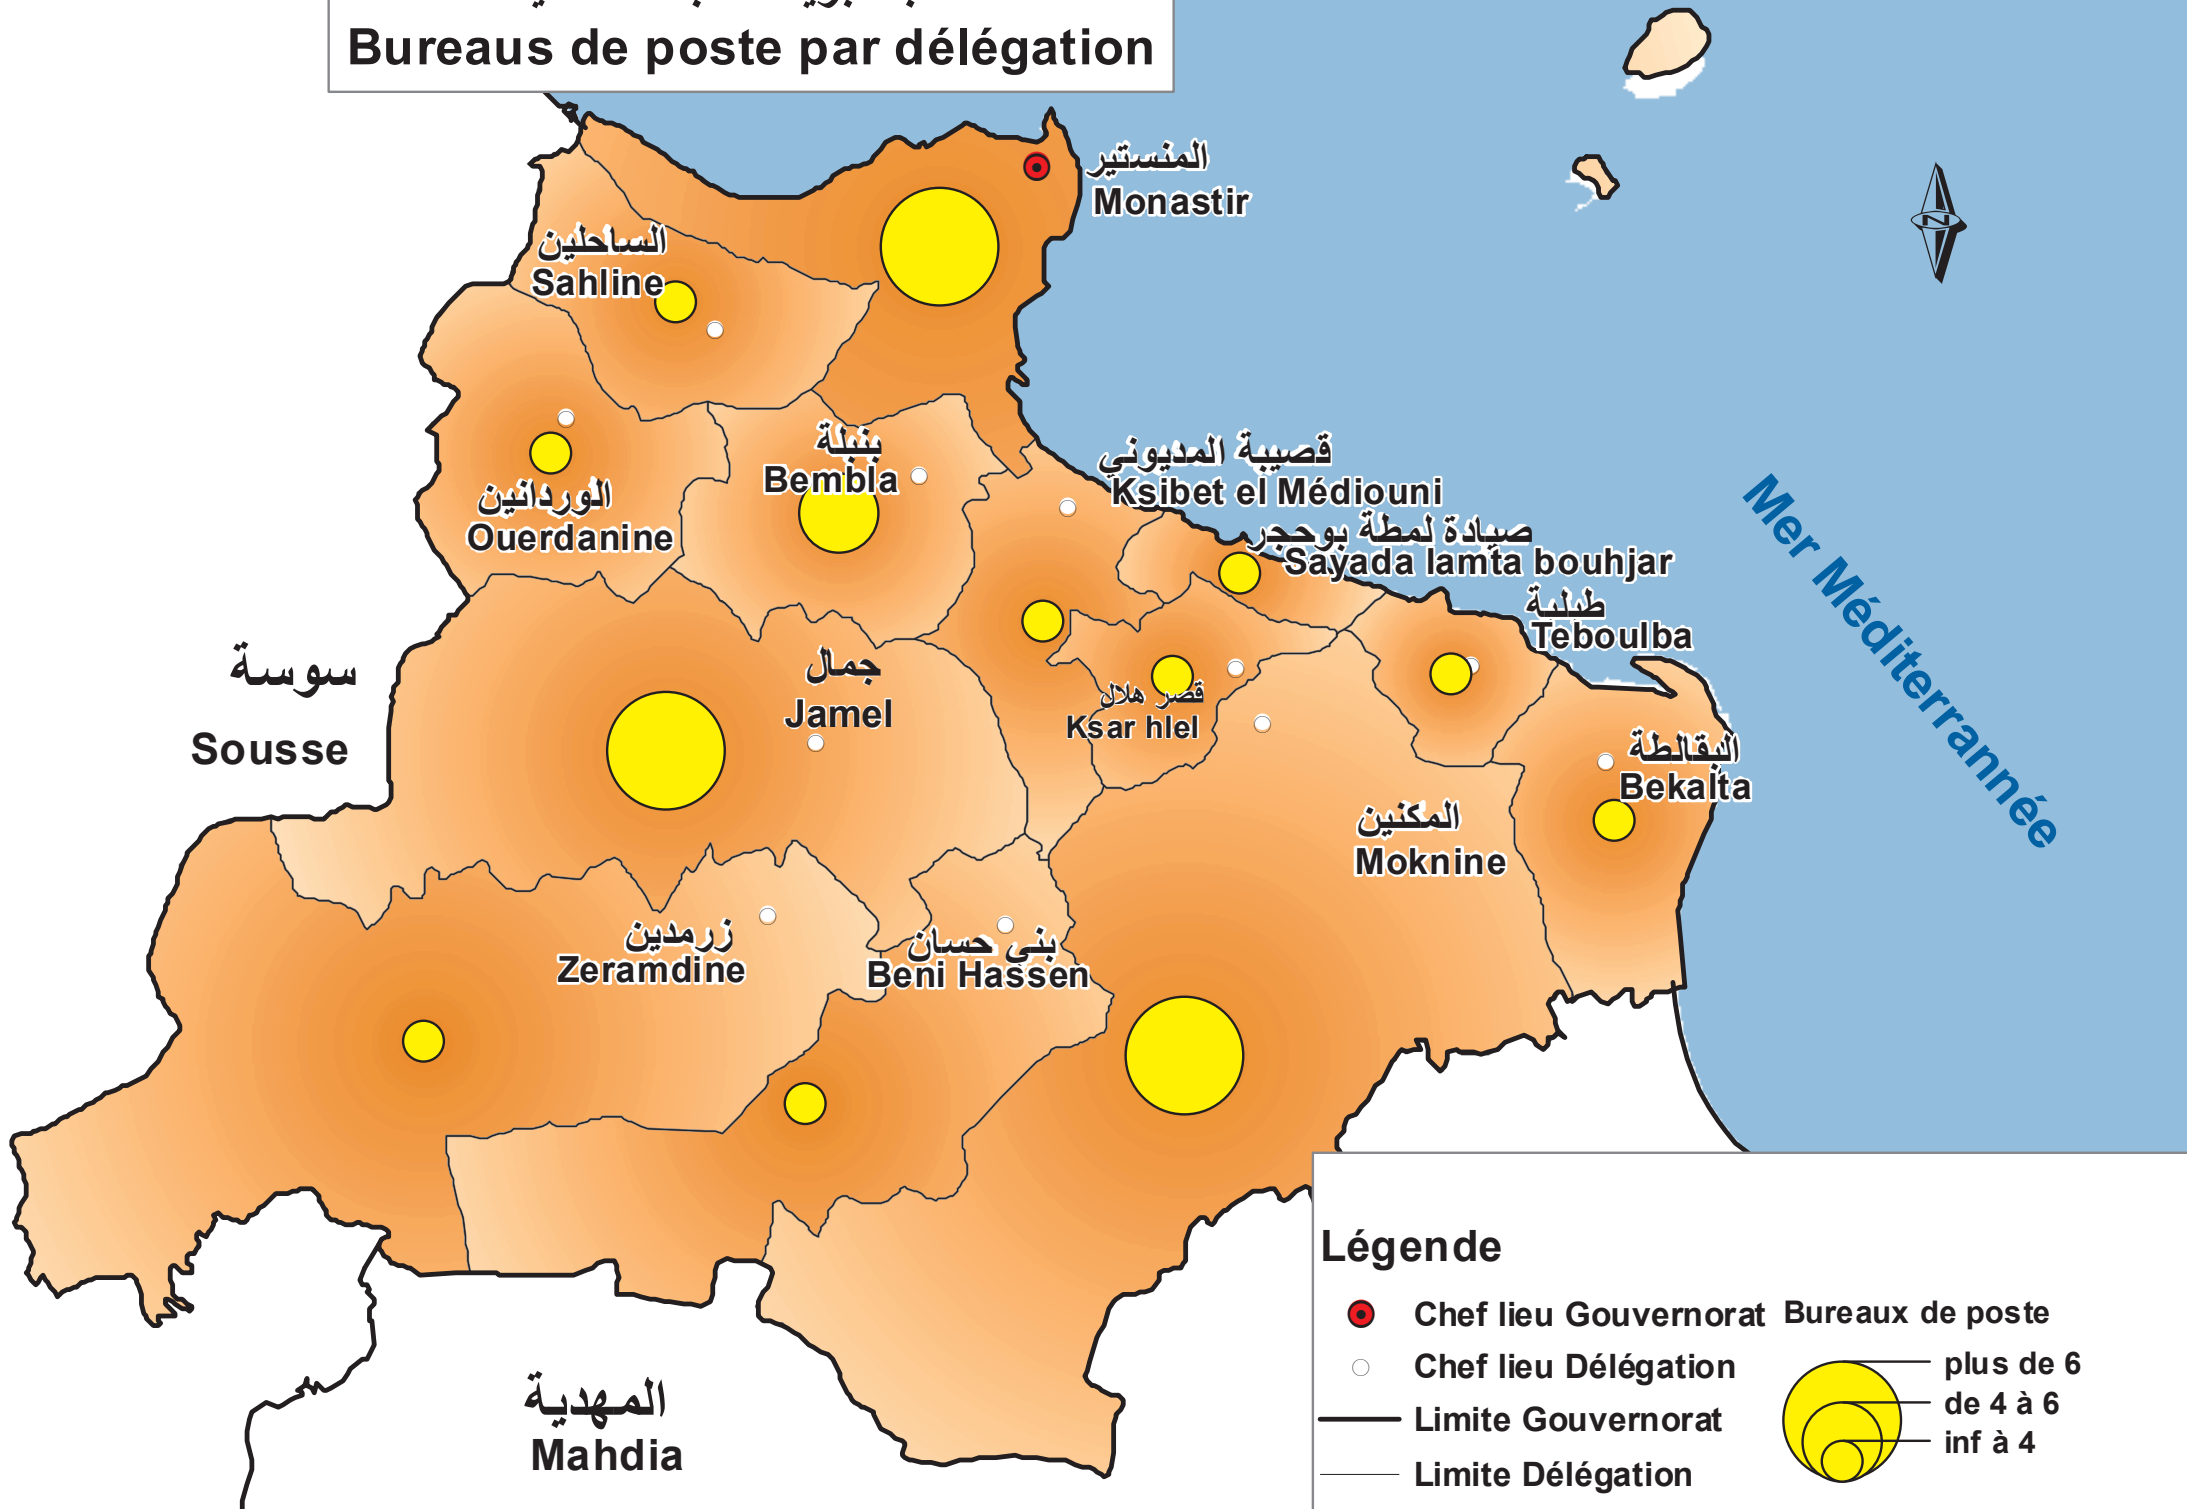 Bureaus de poste par délégation
المنستير
Monastir
الساحلين
Sahline
بنبلة
Bembla
قصيبة المديوني
Ksibet el Médiouni
الوردانين
Ouerdanine
صيادة لمطة بوحجر
Sayada lamta bouhjar
طبلبة
Teboulba
Mer Méditerrannée
سوسة
Sousse
جمال
Jamel
قصر هلال
Ksar hlel
البقالطة
Bekalta
المكنين
Moknine
زرمدين
Zeramdine
بني حسان
Beni Hassen
N
المهدية
Mahdia
Légende
Chef lieu Gouvernorat
Chef lieu Délégation
Limite Gouvernorat
Limite Délégation
Bureaux de poste
plus de 6
de 4 à 6
inf à 4